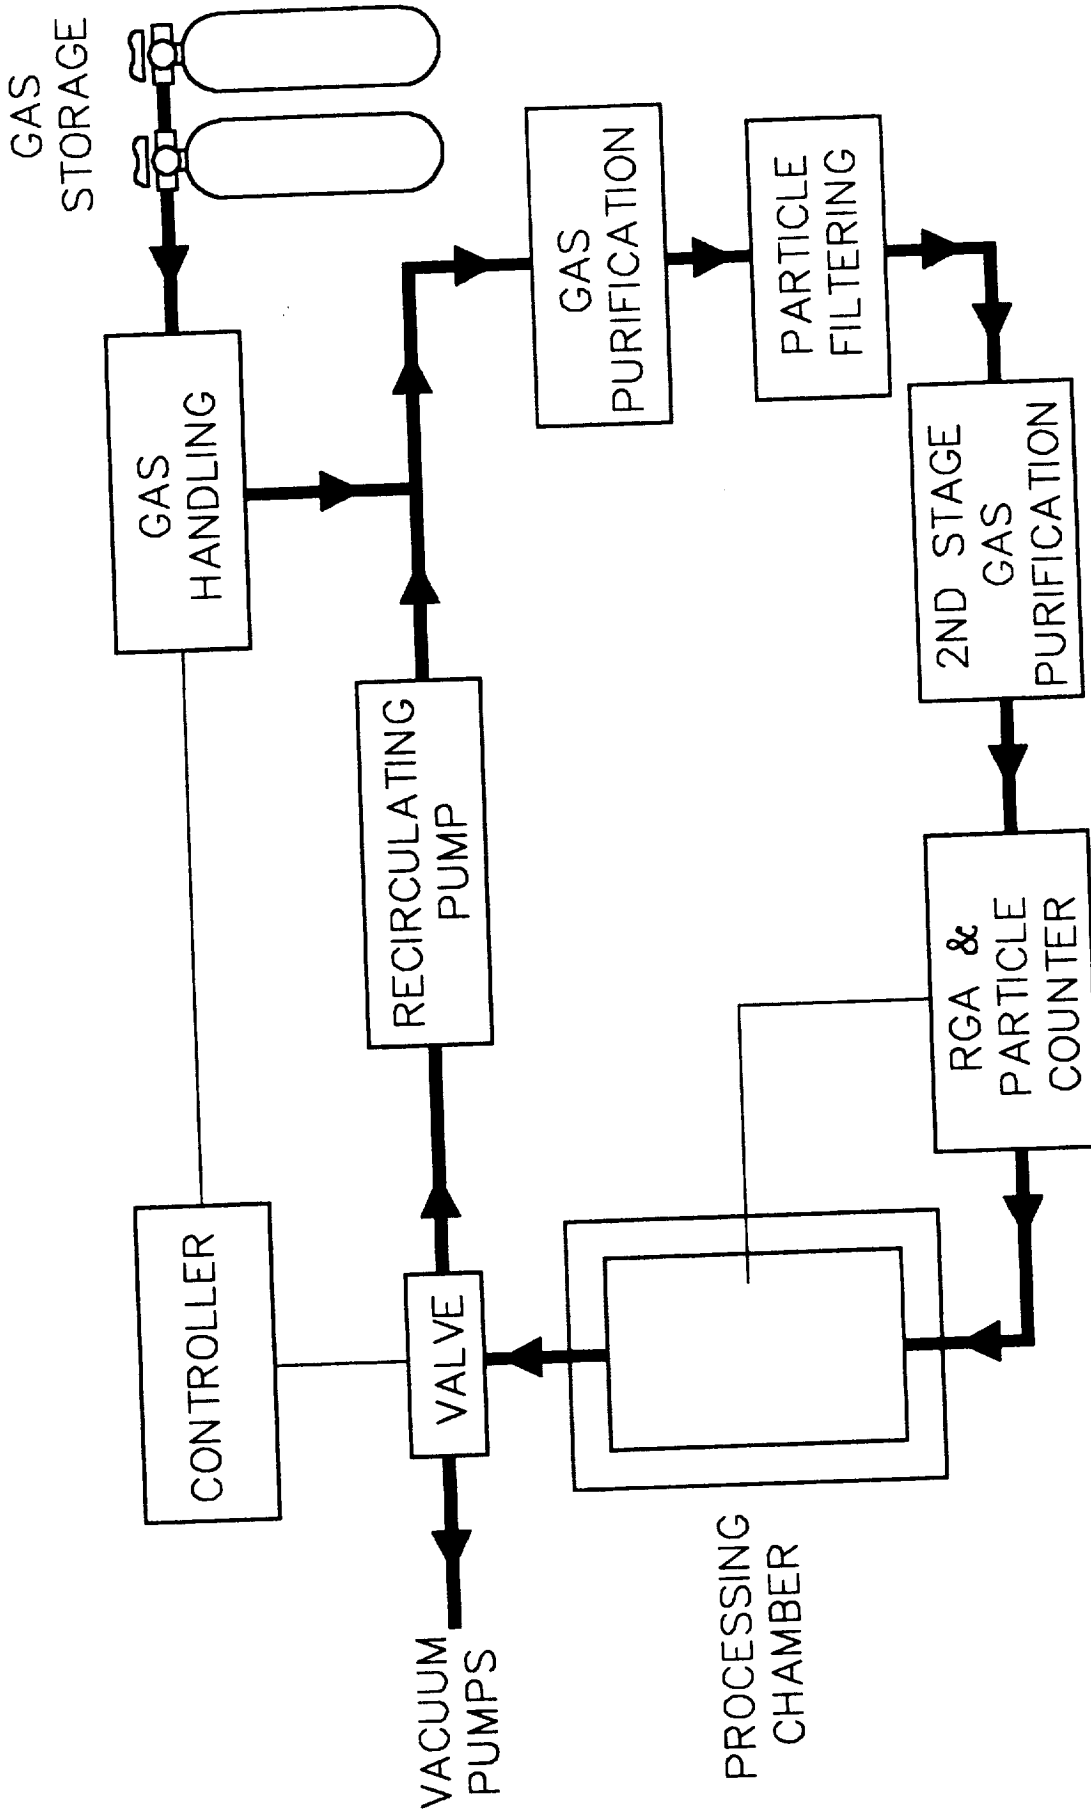 GAS
STORAGE
GAS
HANDLING
CONTROLLER
RECIRCULATING
PUMP
VALVE
VACUUM
PUMPS
GAS
PURIFICATION
PARTICLE
FILTERING
2ND STAGE
GAS
PURIFICATION
RGA &
PARTICLE
COUNTER
PROCESSING
CHAMBER